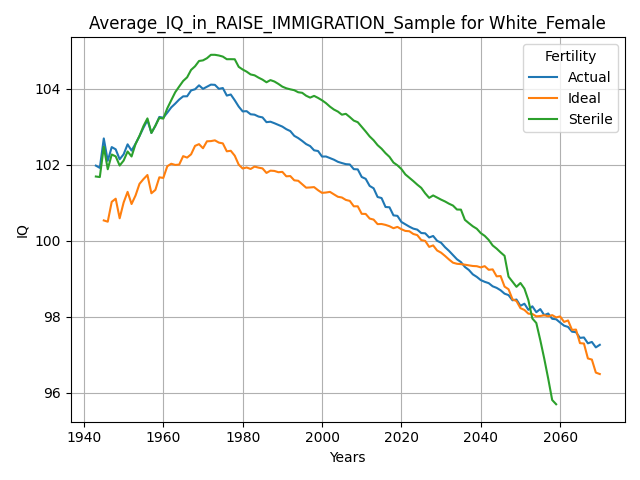 Average_IQ_in_RAISE_IMMIGRATION_Sample for White_Female
Fertility
Actual
Ideal
Sterile
104
102
100
98
96
IQ
1940
1960
1980
2000
2020
2040
2060
Years